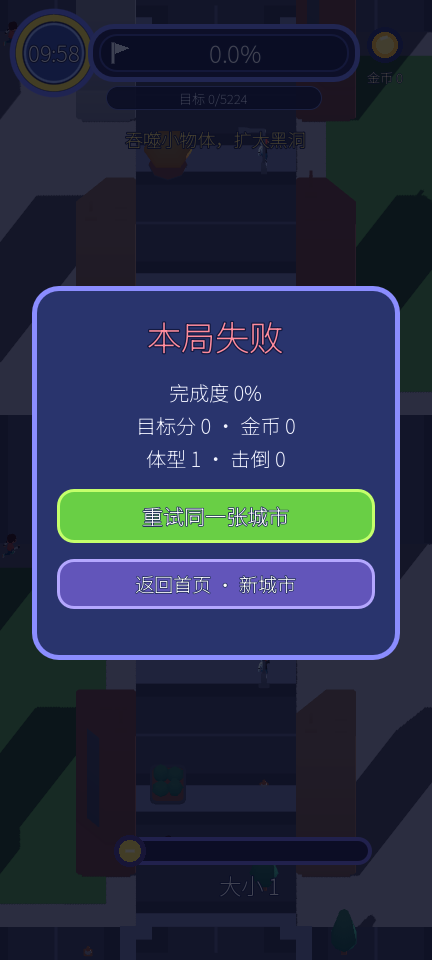 09:58
0.0%
金币
目标 0/5224
吞噬小物体，扩大黑洞
本局失败
完成度 0%
目标分 0 · 金币 0
体型 1 · 击倒 0
重试同一张城市
返回首页 · 新城市
大小 1